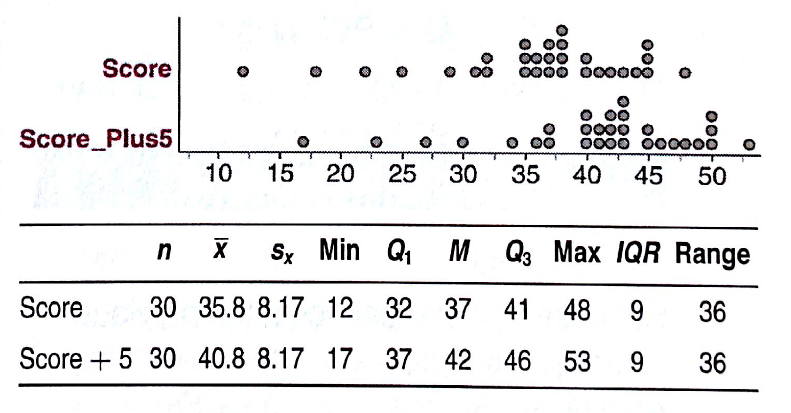 Score
Score_Plus5
10 15 20 25 30 35 40 45 50
n x̅ sₓ Min Q₁ M Q₃ Max IQR Range
Score 30 35.8 8.17 12 32 37 41 48 9 36
Score + 5 30 40.8 8.17 17 37 42 46 53 9 36